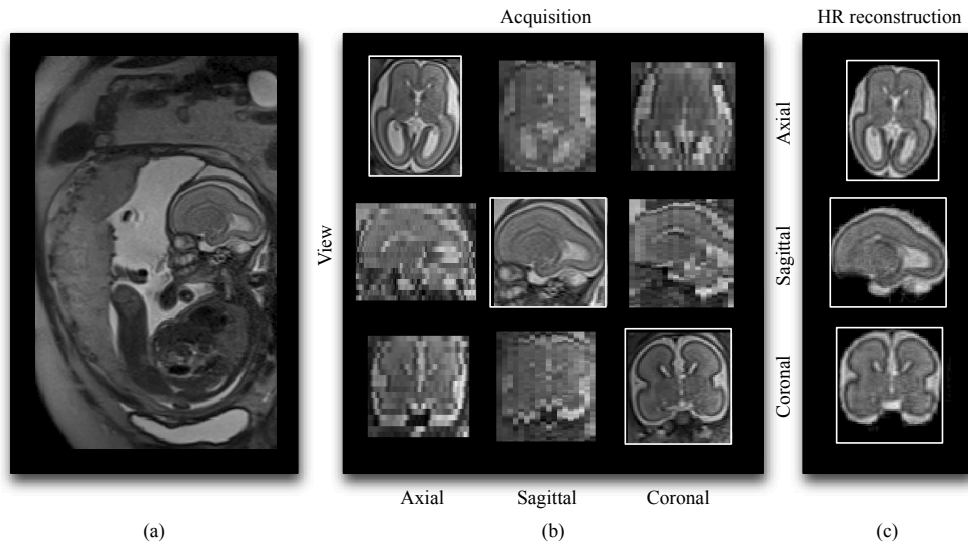 Acquisition
HR reconstruction
View
Axial
Sagittal
Coronal
Axial
Sagittal
Coronal
(a)
(b)
(c)